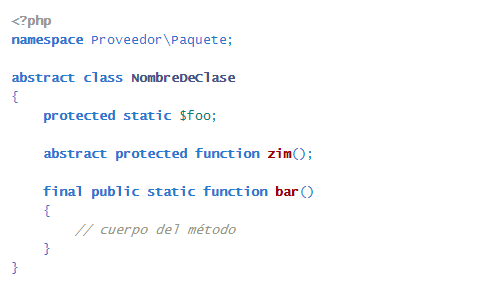 <?php
namespace Proveedor\Paquete;

abstract class NombreDeClase
{
    protected static $foo;

    abstract protected function zim();

    final public static function bar()
    {
        // cuerpo del método
    }
}